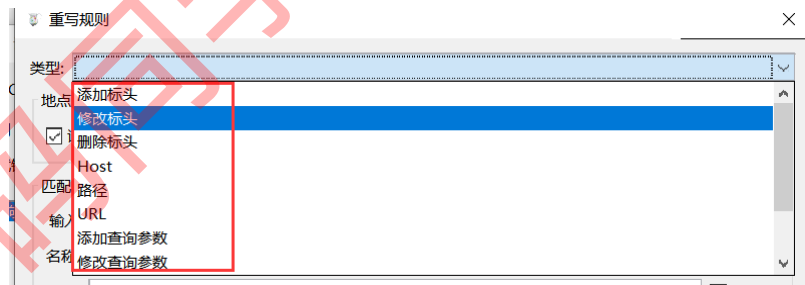 重写规则
类型:
添加标头
地点
修改标头
删除标头
Host
匹配
路径
URL
输入
添加查询参数
名称
修改查询参数